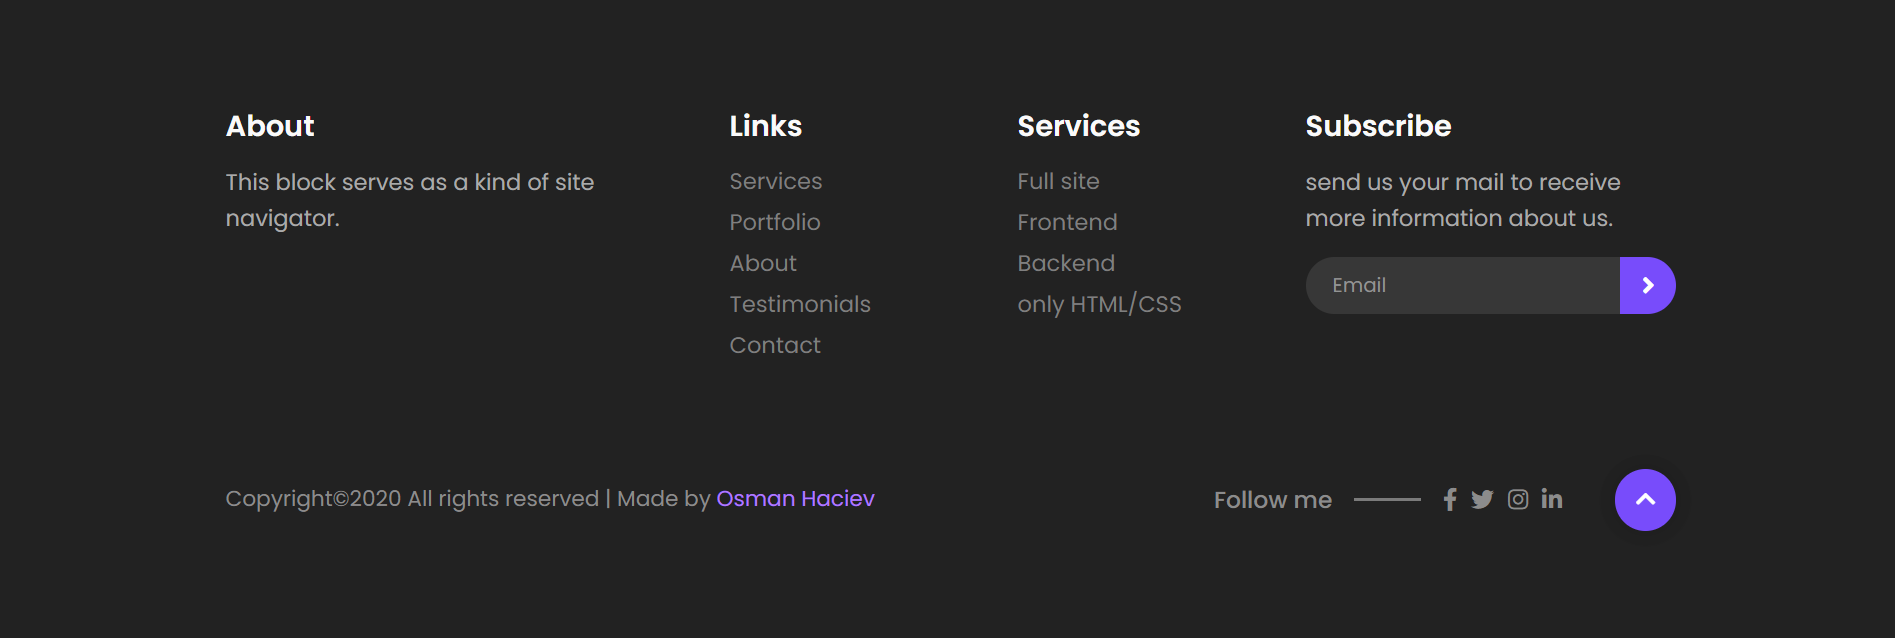 About
This block serves as a kind of site
navigator.
Links
Services
Portfolio
About
Testimonials
Contact
Services
Full site
Frontend
Backend
only HTML/CSS
Subscribe
send us your mail to receive
more information about us.
Email
Copyright©2020 All rights reserved | Made by Osman Haciev
Follow me